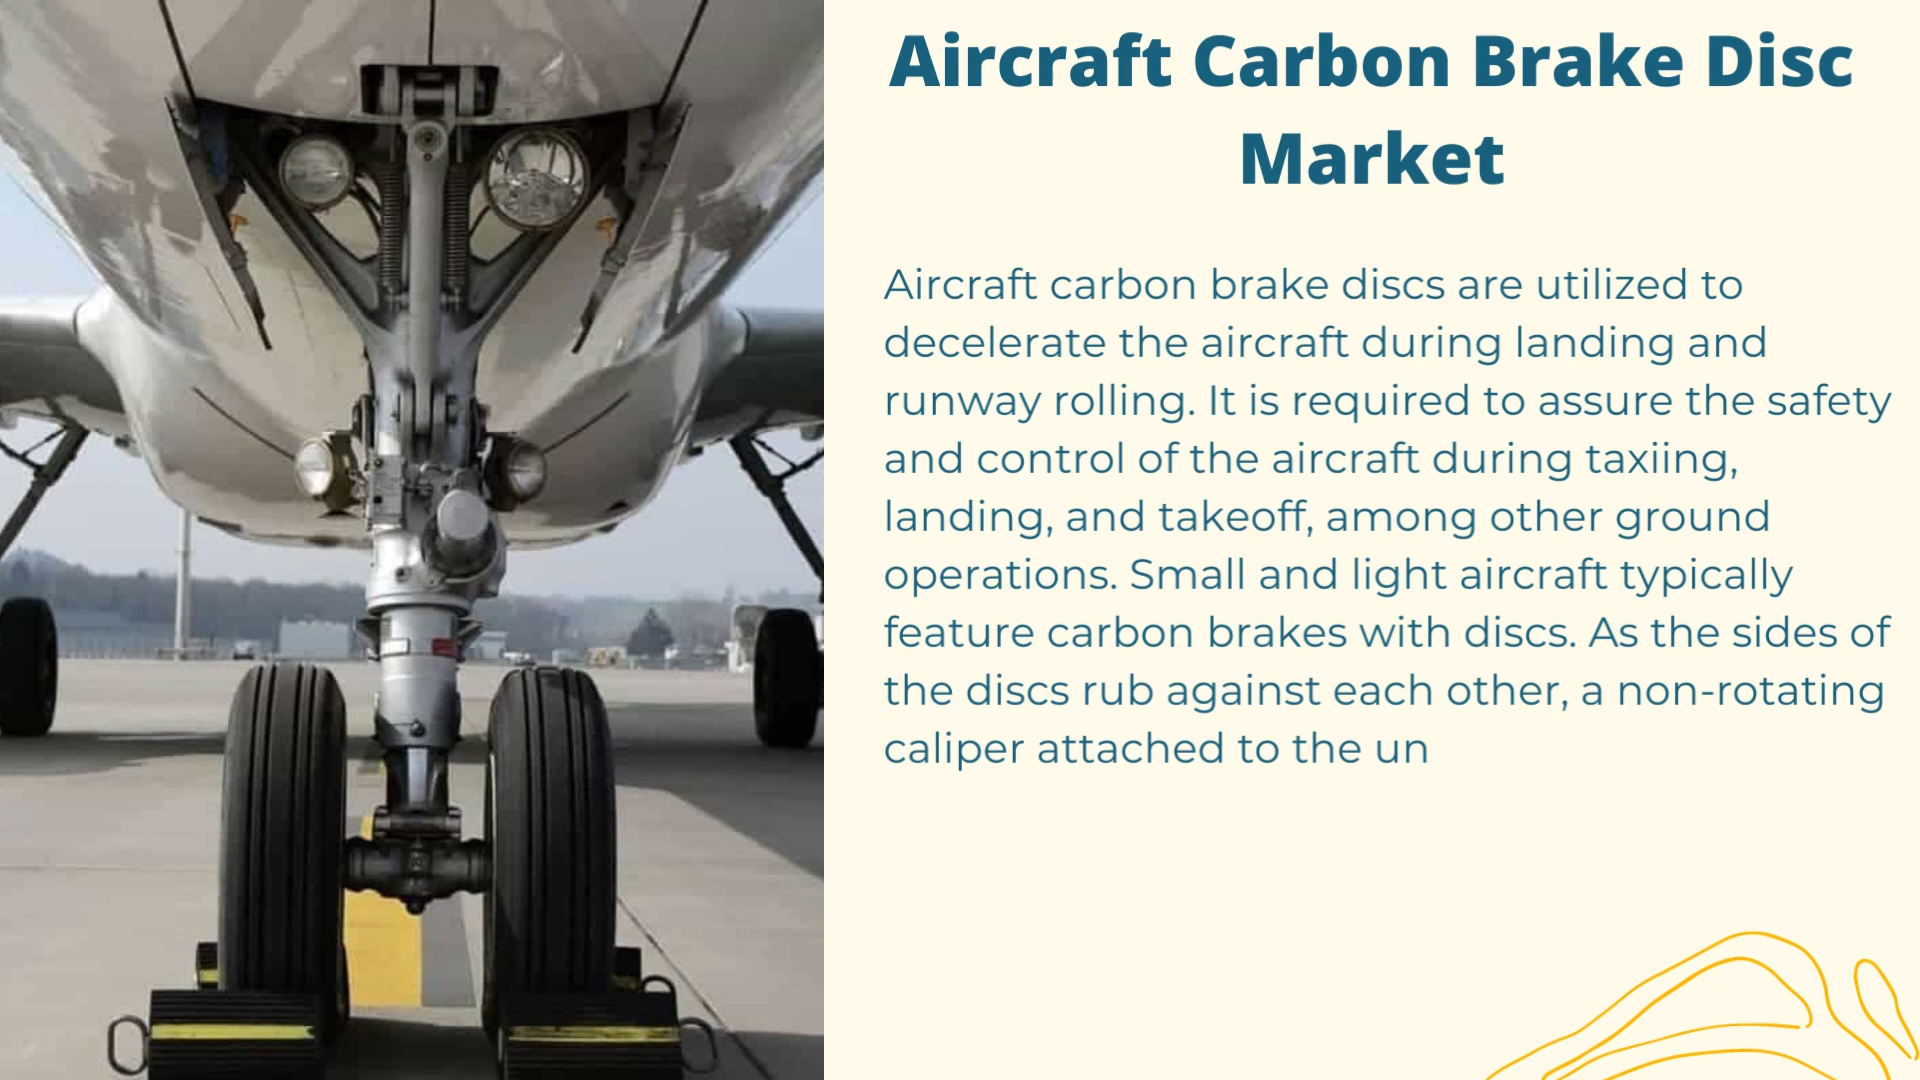 Aircraft Carbon Brake Disc
Market
Aircraft carbon brake discs are utilized to
decelerate the aircraft during landing and
runway rolling. It is required to assure the safety
and control of the aircraft during taxiing,
landing, and takeoff, among other ground
operations. Small and light aircraft typically
feature carbon brakes with discs. As the sides of
the discs rub against each other, a non-rotating
caliper attached to the un